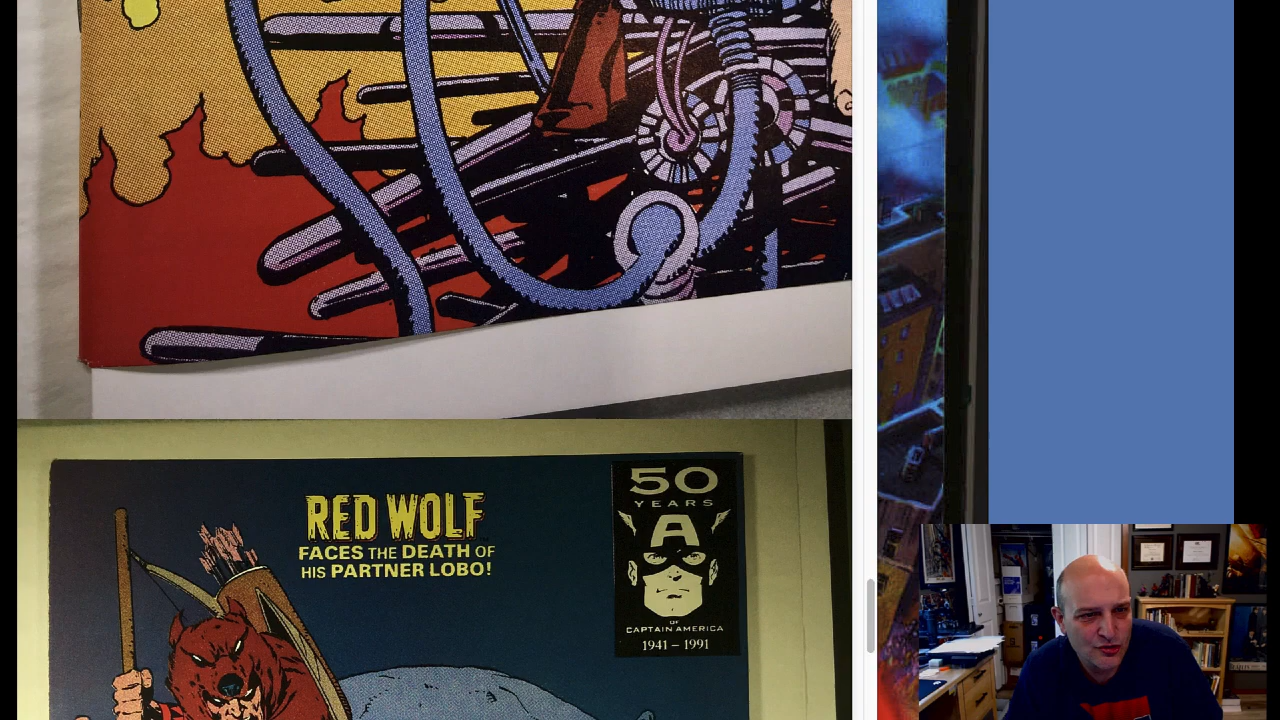 RED WOLF
FACES THE DEATH OF
HIS PARTNER LOBO!
50
YEARS
A
OF
CAPTAIN AMERICA
1941 – 1991